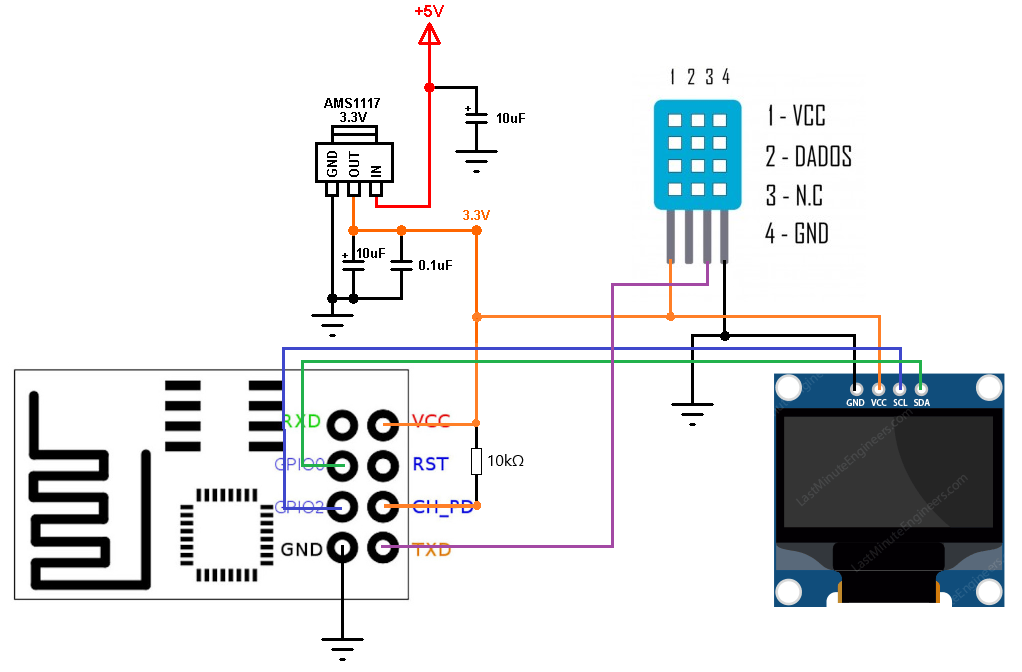 +5V
AMS1117
3.3V
GND
OUT
IN
+
10uF
3.3V
+
10uF
0.1uF
1 2 3 4
1 - VCC
2 - DADOS
3 - N.C
4 - GND
RXD
VCC
GPIO0
RST
10kΩ
GPIO2
CH_PD
GND
TXD
GND VCC SCL SDA
LastMinuteEngineers.com
LastMinuteEngineers.com